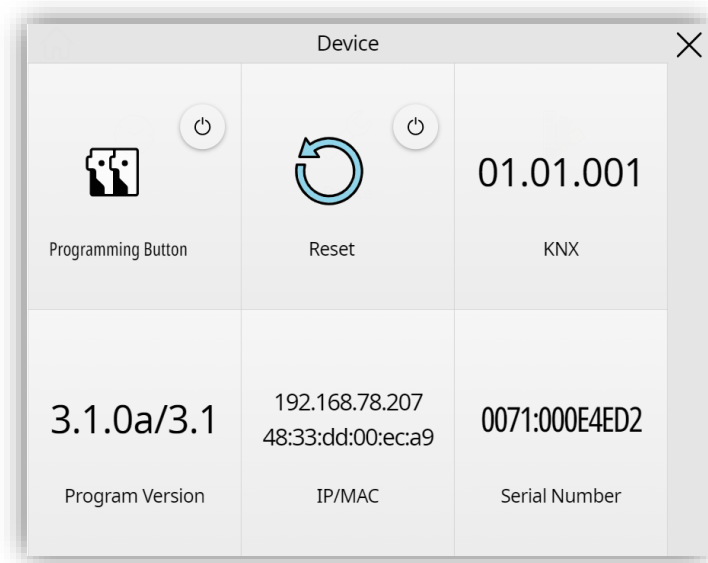 Device
Programming Button
Reset
01.01.001
KNX
3.1.0a/3.1
Program Version
192.168.78.207
48:33:dd:00:ec:a9
IP/MAC
0071:000E4ED2
Serial Number